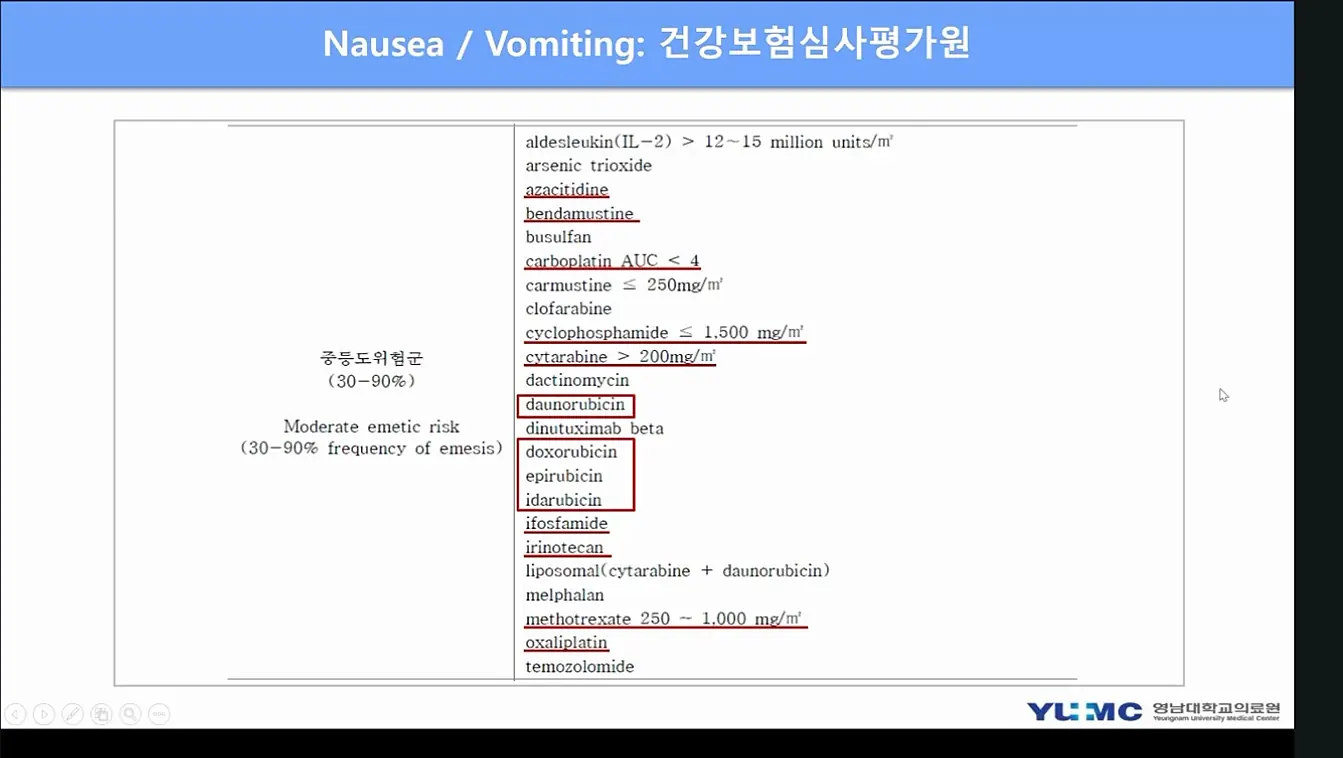 Nausea / Vomiting: 건강보험심사평가원
중등도위험군
(30-90%)
Moderate emetic risk
(30-90% frequency of emesis)
aldesleukin(IL-2) > 12~15 million units/㎡
arsenic trioxide
azacitidine
bendamustine
busulfan
carboplatin AUC < 4
carmustine ≤ 250mg/㎡
clofarabine
cyclophosphamide ≤ 1,500 mg/㎡
cytarabine > 200mg/㎡
dactinomycin
daunorubicin
dinutuximab beta
doxorubicin
epirubicin
idarubicin
ifosfamide
irinotecan
liposomal(cytarabine + daunorubicin)
melphalan
methotrexate 250 ~ 1,000 mg/㎡
oxaliplatin
temozolomide
YUMC 영남대학교의료원
Yeungnam University Medical Center